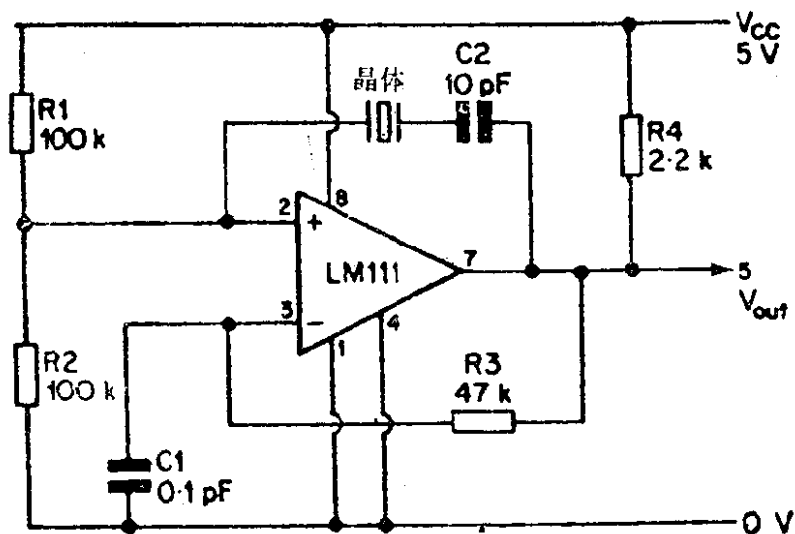 VCC
5 V
晶体
C2
10 pF
R1
100 k
R4
2·2 k
8
2
+
LM111
7
5
Vout
3
−
4
1
R2
100 k
R3
47 k
C1
0·1 pF
0 V